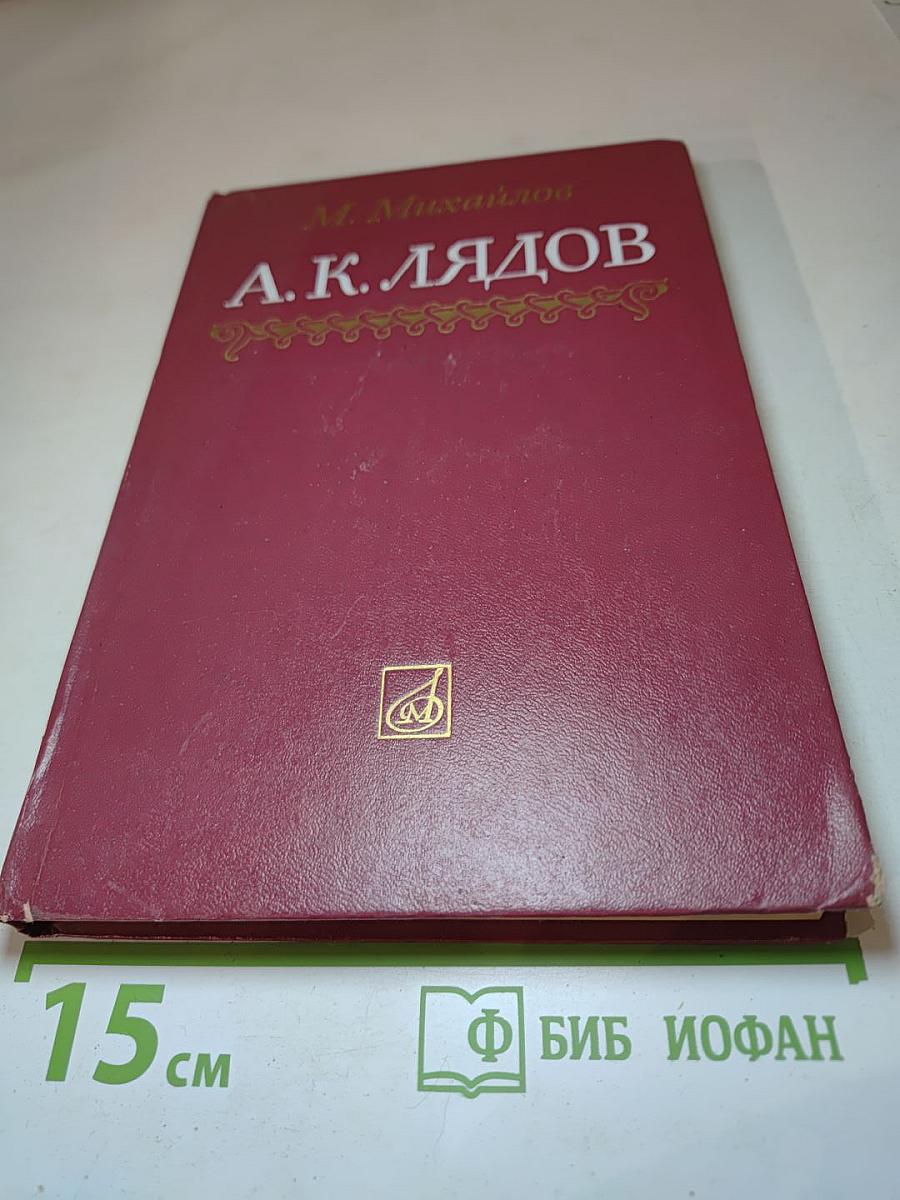 М. Михайлов
А. К. ЛЯДОВ
М
15 см
Ф БИБ ИОФАН